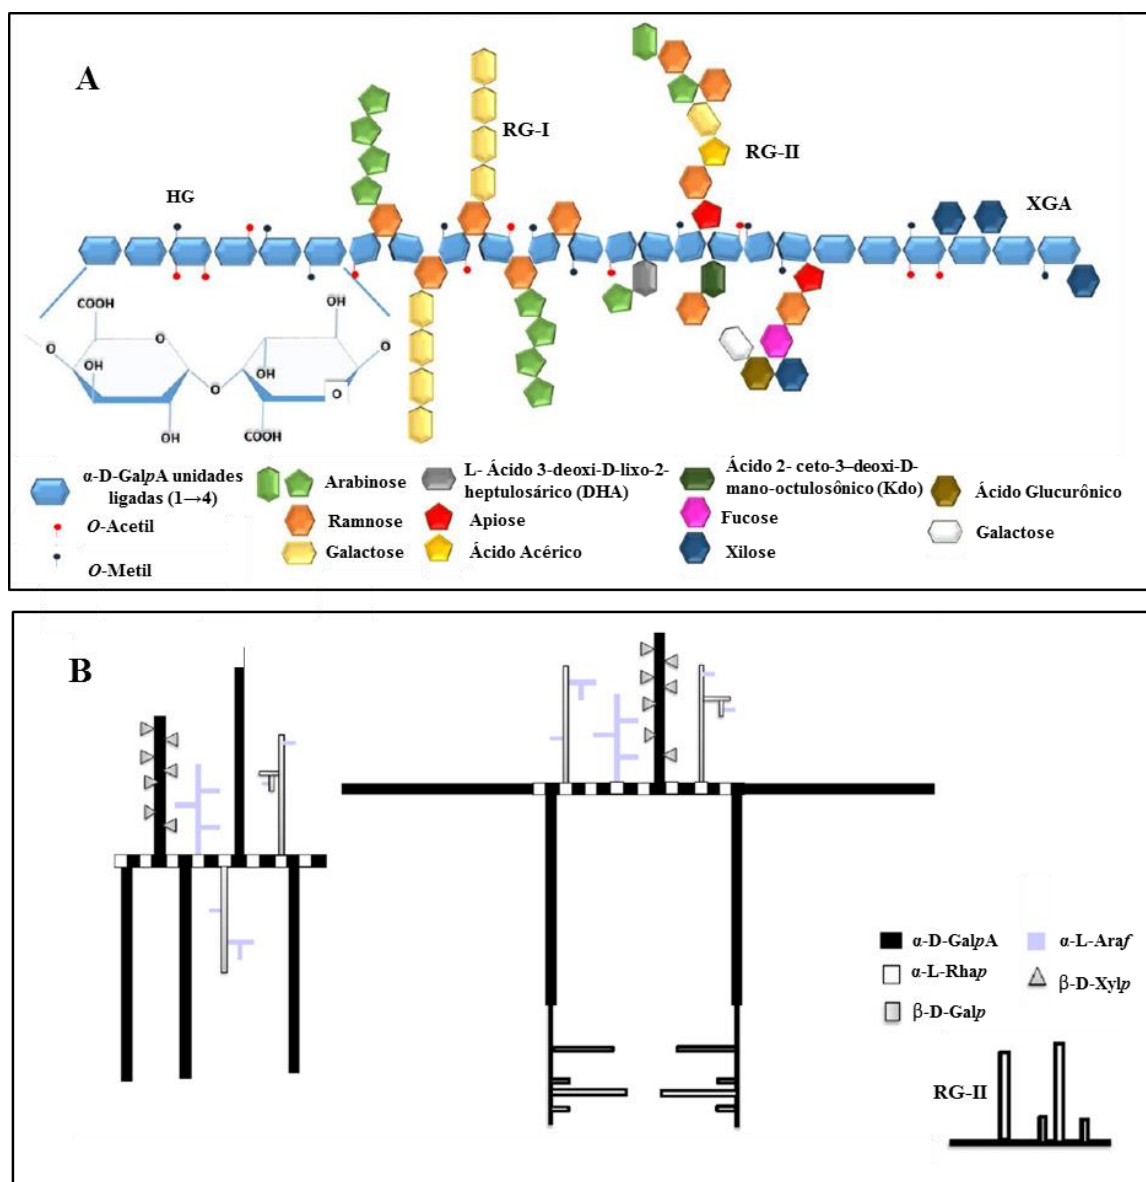 A
RG-I
RG-II
HG
XGA
COOH
O
OH
O
OH
O
OH
O
O
OH
COOH
α-D-GalpA unidades
ligadas (1→4)
O-Acetil
O-Metil
Arabinose
Ramnose
Galactose
L- Ácido 3-deoxi-D-lixo-2-
heptulosárico (DHA)
Apiose
Ácido Acérico
Ácido 2- ceto-3–deoxi-D-
mano-octulosônico (Kdo)
Fucose
Xilose
Ácido Glucurônico
Galactose
B
α-D-GalpA
α-L-Rhap
β-D-Galp
α-L-Araf
β-D-Xylp
RG-II